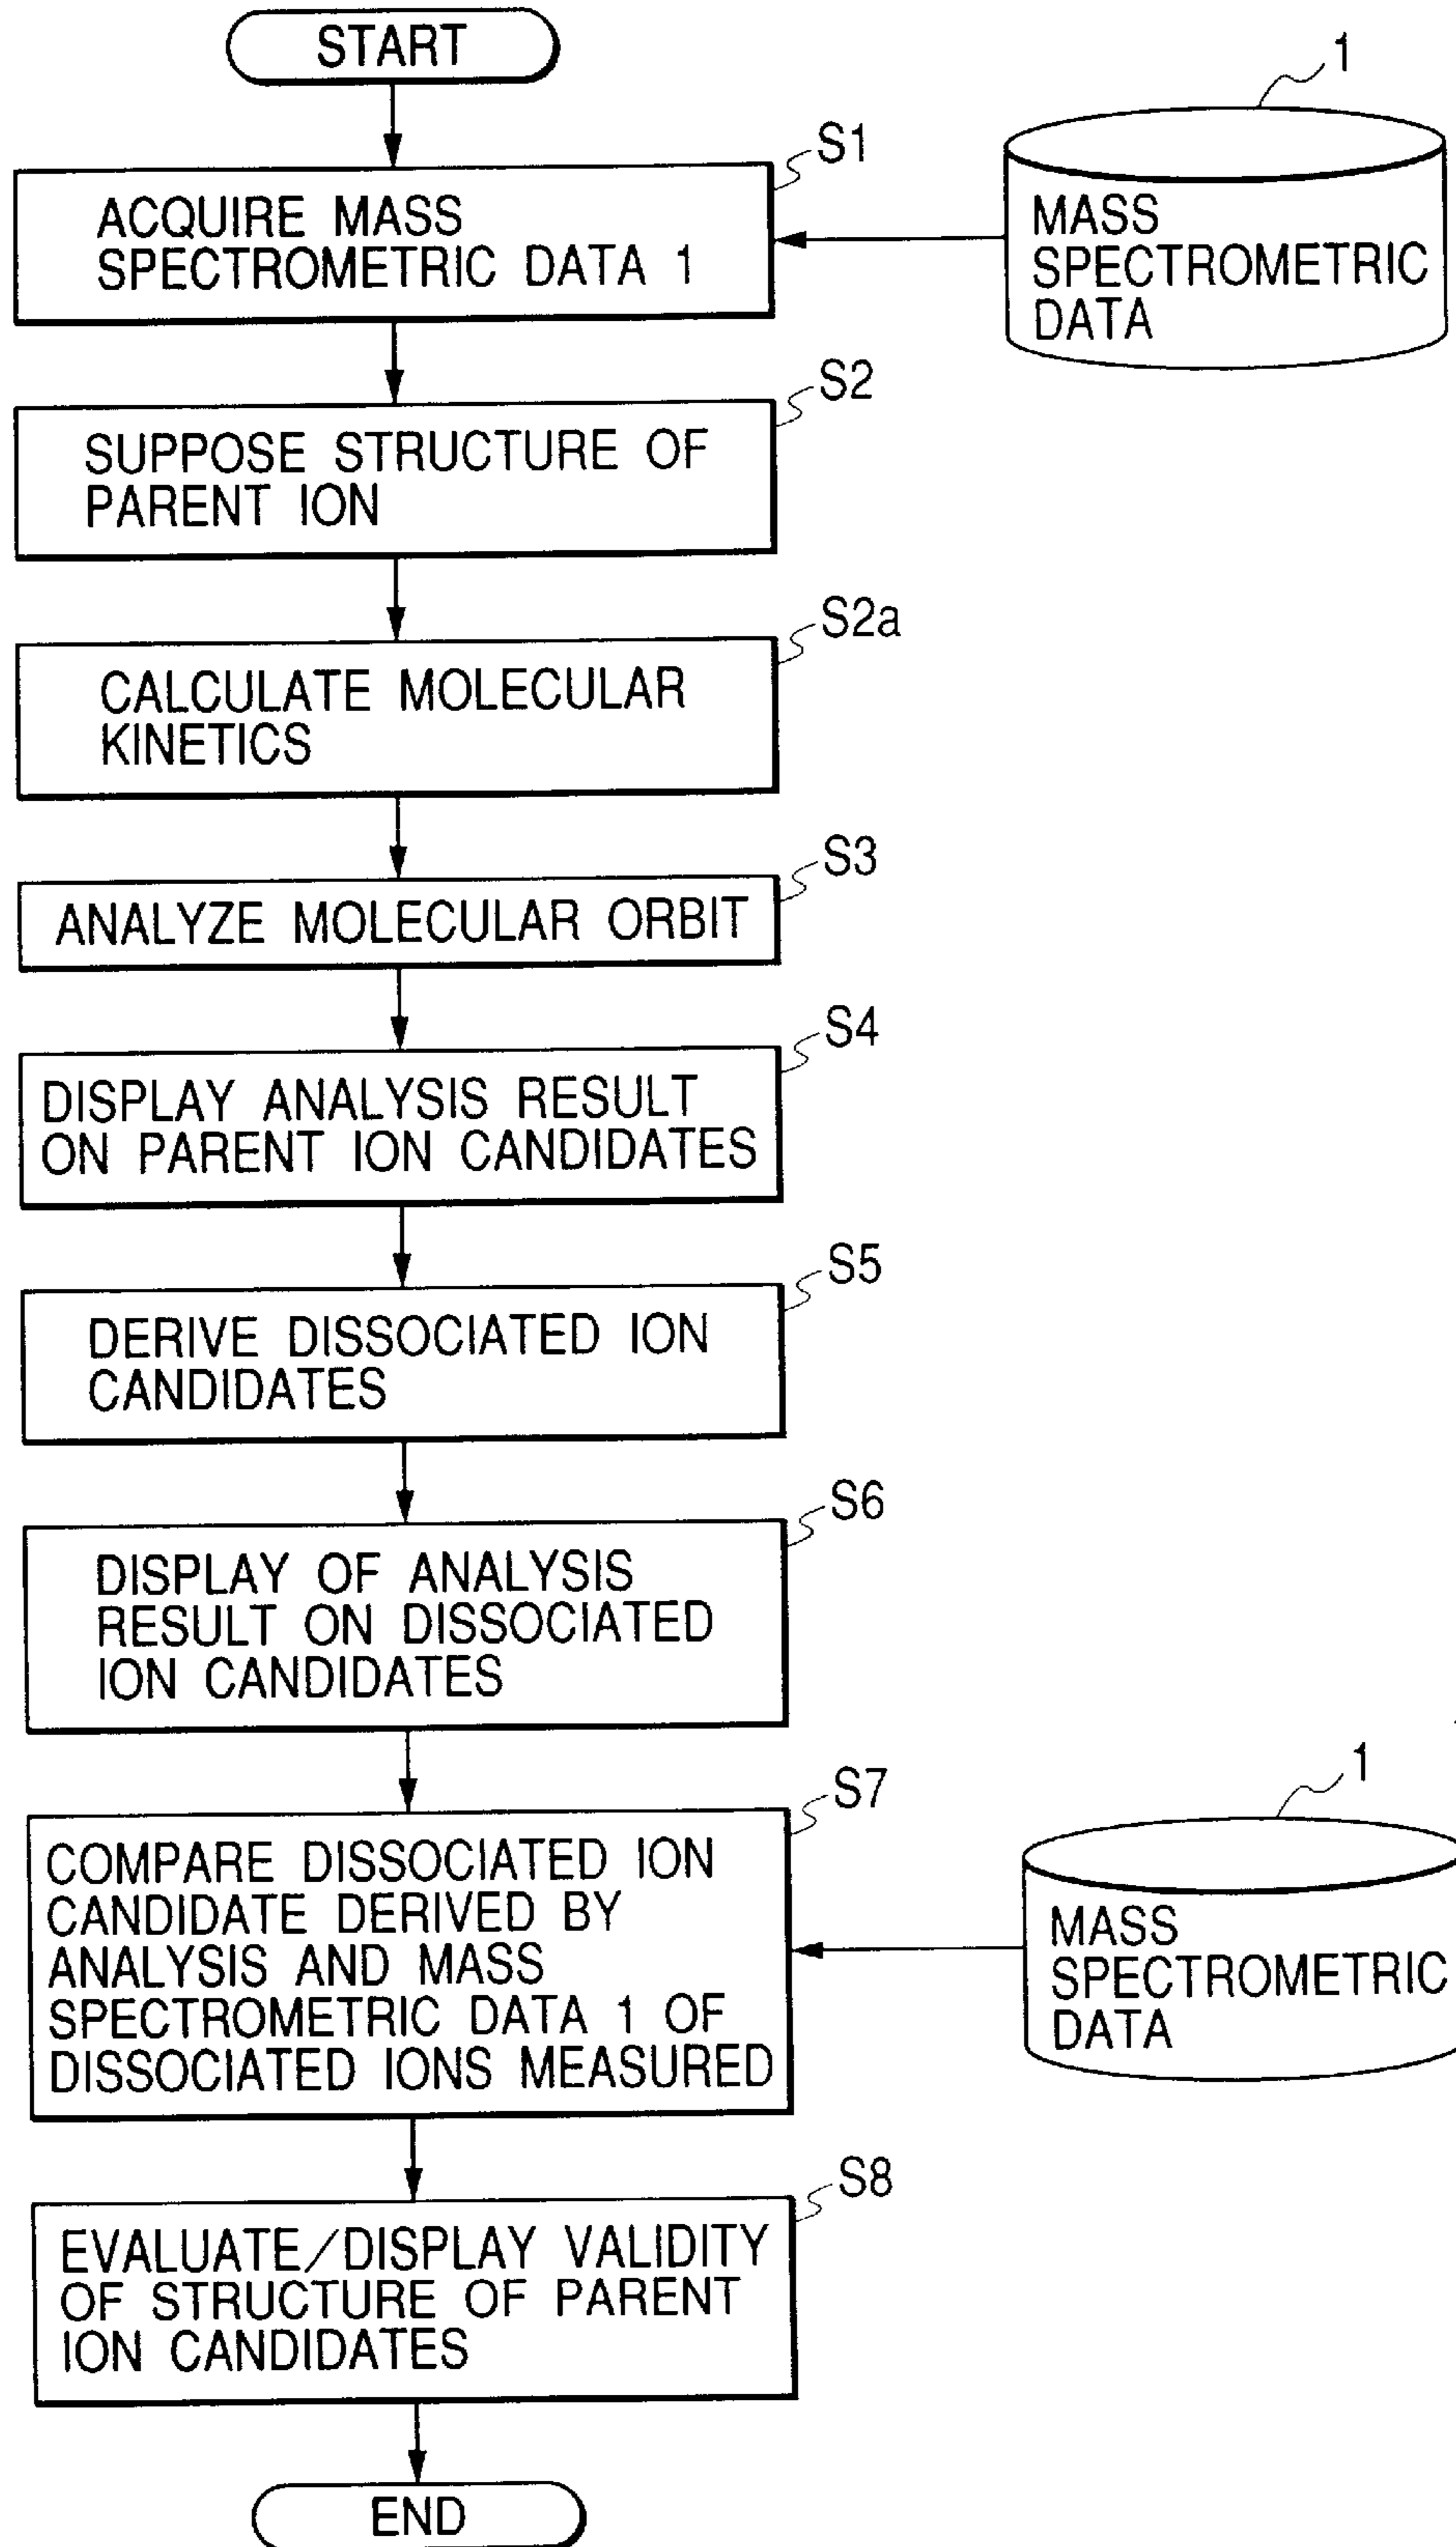 START
1
S1
ACQUIRE MASS
SPECTROMETRIC DATA 1
MASS
SPECTROMETRIC
DATA
S2
SUPPOSE STRUCTURE OF
PARENT ION
S2a
CALCULATE MOLECULAR
KINETICS
S3
ANALYZE MOLECULAR ORBIT
S4
DISPLAY ANALYSIS RESULT
ON PARENT ION CANDIDATES
S5
DERIVE DISSOCIATED ION
CANDIDATES
S6
DISPLAY OF ANALYSIS
RESULT ON DISSOCIATED
ION CANDIDATES
S7
COMPARE DISSOCIATED ION
CANDIDATE DERIVED BY
ANALYSIS AND MASS
SPECTROMETRIC DATA 1 OF
DISSOCIATED IONS MEASURED
1
MASS
SPECTROMETRIC
DATA
S8
EVALUATE/DISPLAY VALIDITY
OF STRUCTURE OF PARENT
ION CANDIDATES
END